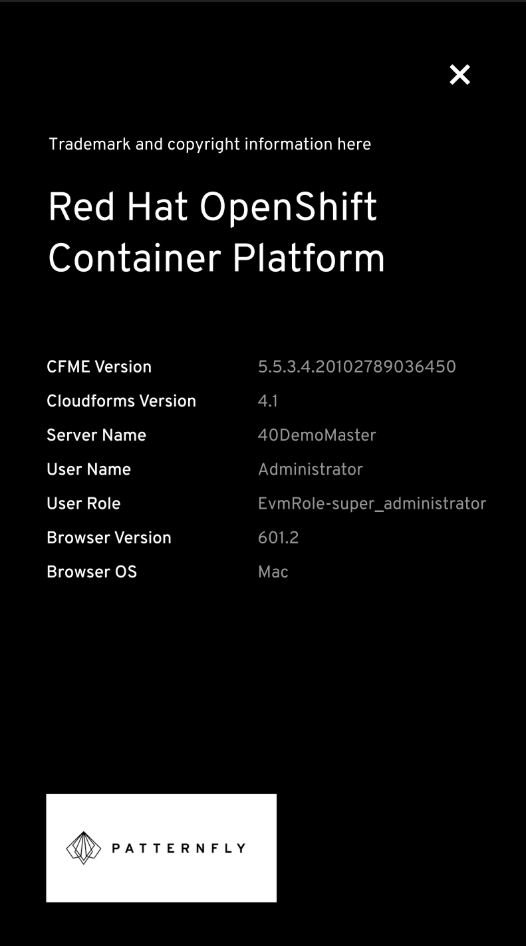 Trademark and copyright information here
Red Hat OpenShift
Container Platform
CFME Version 5.5.3.4.20102789036450
Cloudforms Version 4.1
Server Name 40DemoMaster
User Name Administrator
User Role EvmRole-super_administrator
Browser Version 601.2
Browser OS Mac
PATTERNFLY